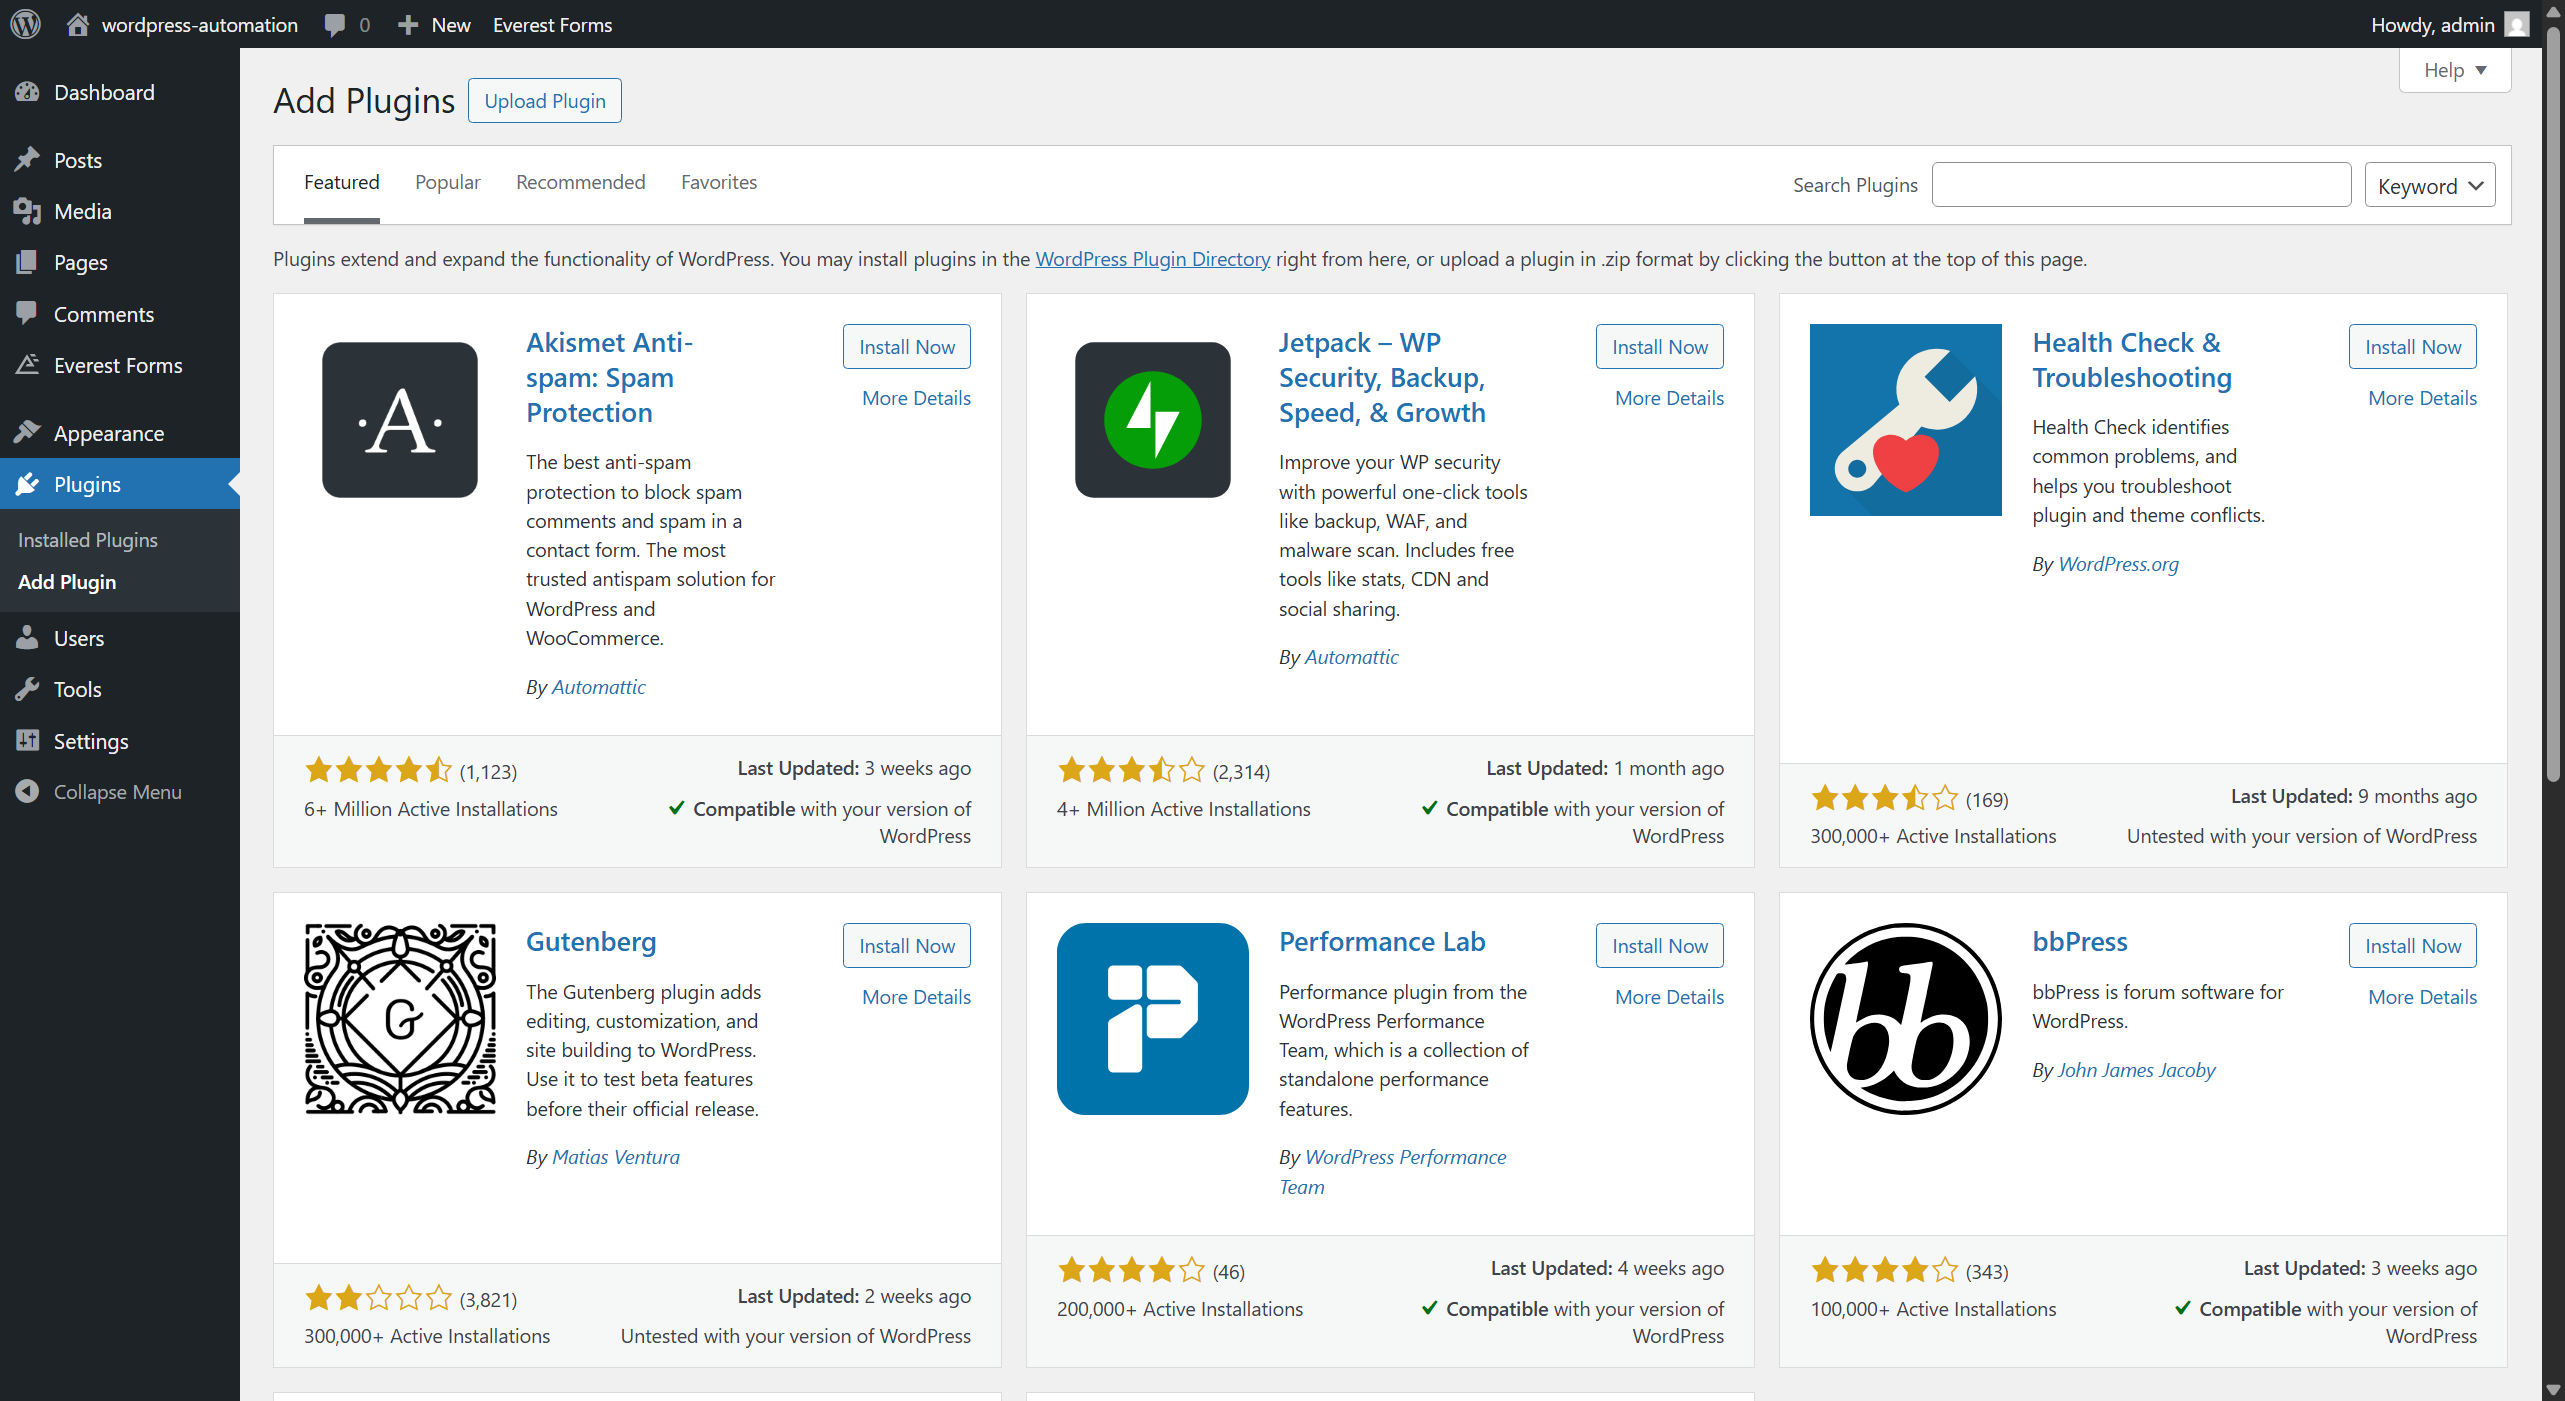 wordpress-automation
0
New
Everest Forms
Howdy, admin
Dashboard
Posts
Media
Pages
Comments
Everest Forms
Appearance
Plugins
Installed Plugins
Add Plugin
Users
Tools
Settings
Collapse Menu
Help
Add Plugins
Upload Plugin
Featured
Popular
Recommended
Favorites
Search Plugins
Keyword
Plugins extend and expand the functionality of WordPress. You may install plugins in the WordPress Plugin Directory right from here, or upload a plugin in .zip format by clicking the button at the top of this page.
·A·
Akismet Anti-
spam: Spam
Protection
Install Now
More Details
The best anti-spam
protection to block spam
comments and spam in a
contact form. The most
trusted antispam solution for
WordPress and
WooCommerce.
By Automattic
(1,123)
6+ Million Active Installations
Last Updated: 3 weeks ago
Compatible with your version of
WordPress
Jetpack – WP
Security, Backup,
Speed, & Growth
Install Now
More Details
Improve your WP security
with powerful one-click tools
like backup, WAF, and
malware scan. Includes free
tools like stats, CDN and
social sharing.
By Automattic
(2,314)
4+ Million Active Installations
Last Updated: 1 month ago
Compatible with your version of
WordPress
Health Check &
Troubleshooting
Install Now
More Details
Health Check identifies
common problems, and
helps you troubleshoot
plugin and theme conflicts.
By WordPress.org
(169)
300,000+ Active Installations
Last Updated: 9 months ago
Untested with your version of WordPress
G
Gutenberg
Install Now
More Details
The Gutenberg plugin adds
editing, customization, and
site building to WordPress.
Use it to test beta features
before their official release.
By Matias Ventura
(3,821)
300,000+ Active Installations
Last Updated: 2 weeks ago
Untested with your version of WordPress
P
Performance Lab
Install Now
More Details
Performance plugin from the
WordPress Performance
Team, which is a collection of
standalone performance
features.
By WordPress Performance
Team
(46)
200,000+ Active Installations
Last Updated: 4 weeks ago
Compatible with your version of
WordPress
bb
bbPress
Install Now
More Details
bbPress is forum software for
WordPress.
By John James Jacoby
(343)
100,000+ Active Installations
Last Updated: 3 weeks ago
Compatible with your version of
WordPress